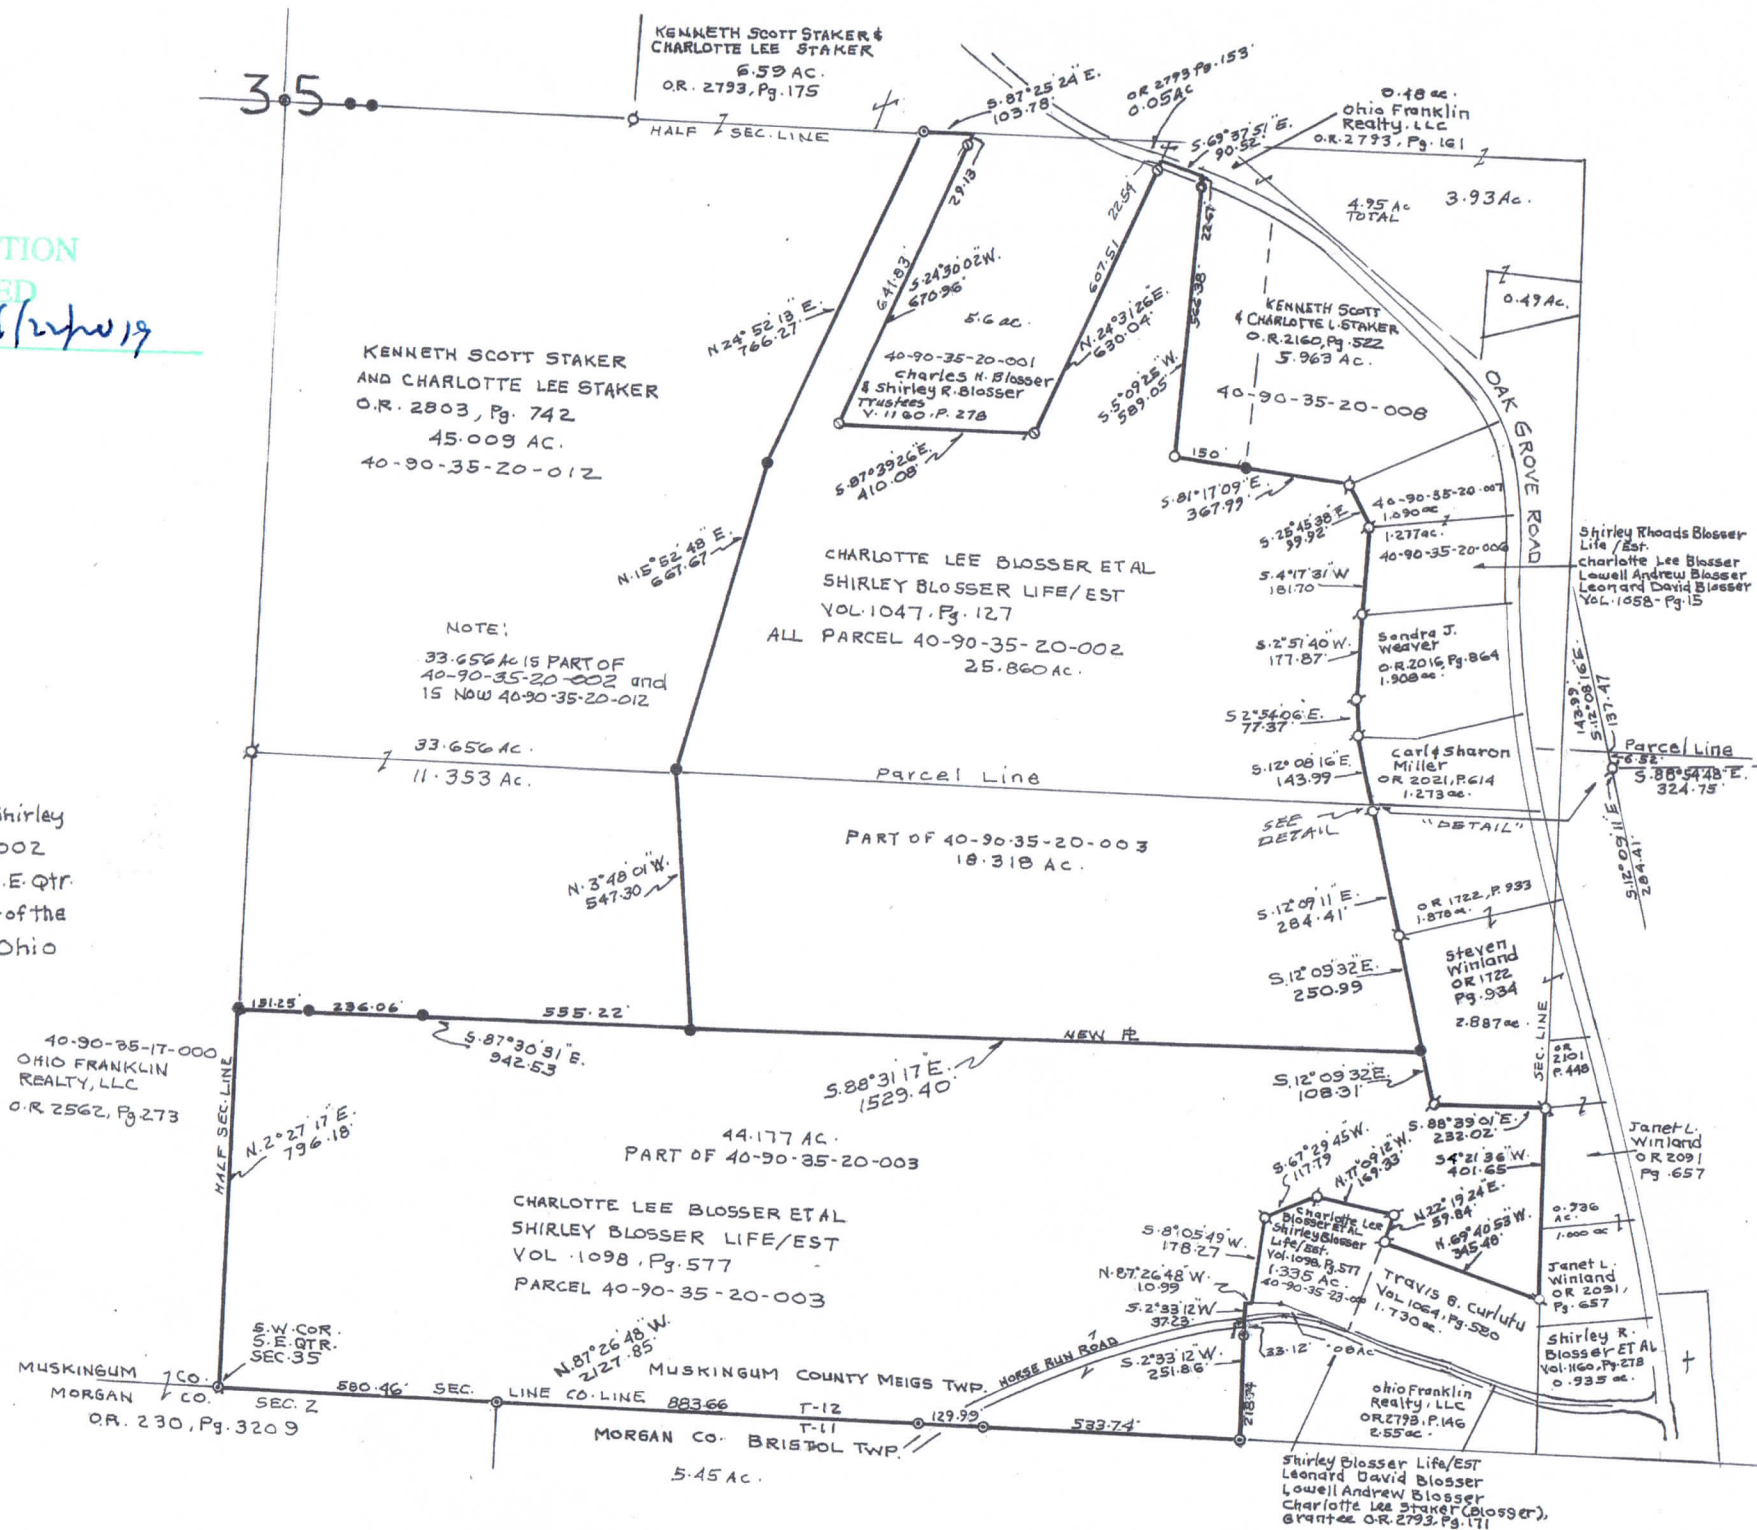 KENNETH SCOTT STAKER &
CHARLOTTE LEE STAKER
6.59 AC.
O.R. 2793, Pg. 175
35
HALF SEC. LINE
S.87°25'24"E.
103.78'
OR 2793 Pg. 153
0.05AC
S.69°37'51"E.
90.52'
0.48 ac.
Ohio Franklin
Realty, LLC
O.R. 2793, Pg. 161
4.95 Ac
TOTAL
3.93 Ac.
0.49 Ac.
TION
ED
KENNETH SCOTT STAKER
AND CHARLOTTE LEE STAKER
O.R. 2803, Pg. 742
45.009 AC.
40-90-35-20-012
N.24°52'13"E.
766.27'
29.13
641.83'
S.24°30'02"W.
670.96'
5.6 ac.
40-90-35-20-001
Charles H. Blosser
& Shirley R. Blosser
Trustees
V. 1160. P. 278
22.54'
607.51
N.24°31'26"E.
630.04'
S.87°39'26"E.
410.08'
22.67'
566.38'
S.5°09'25"W.
589.05'
KENNETH SCOTT
& CHARLOTTE L. STAKER
O.R. 2160, Pg. 522
5.963 AC.
40-90-35-20-008
OAK GROVE ROAD
150'
S.81°17'09"E.
367.99'
N.15°52'48"E.
667.67'
CHARLOTTE LEE BLOSSER ET AL
SHIRLEY BLOSSER LIFE/EST
VOL. 1047, Pg. 127
ALL PARCEL 40-90-35-20-002
25.860 AC.
NOTE:
33.656 Ac IS PART OF
40-90-35-20-002 and
IS NOW 40-90-35-20-012
S.25°45'38"E.
99.92'
40-90-35-20-007
1.090 ac
1.277 ac.
40-90-35-20-006
Shirley Rhoads Blosser
Life/Est.
Charlotte Lee Blosser
Lowell Andrew Blosser
Leonard David Blosser
VOL. 1058-Pg. 15
S.4°17'31"W
181.70'
S.2°51'40"W.
177.87'
Sandra J.
Weaver
O.R. 2016, Pg. 864
1.908 ac.
S 2°54'06"E.
77.37'
S.12°08'16"E.
143.99'
Carl & Sharon
Miller
OR 2021, P.614
1.273 ac.
143.99'
S.12°08'16"E.
137.47
Parcel Line
6.52'
S.88°54'48"E.
324.75'
S.12°09'11"E.
284.41'
33.656 AC.
11.353 AC.
Parcel Line
SEE
DETAIL
"DETAIL"
PART OF 40-90-35-20-003
18.318 AC.
N.3°48'01"W.
547.30'
S.12°09'11"E.
284.41'
OR 1722, P. 933
1.878 ac.
S.12°09'32"E.
250.99
Steven
Winland
OR 1722
Pg. 934
2.887 ac.
SEC. LINE
OR
2101
P. 448
hirley
002
.E. Qtr.
of the
Ohio
191.25'
236.06'
555.22'
S.87°30'31"E.
942.53
NEW PL
S.88°31'17"E.
1529.40
40-90-35-17-000
OHIO FRANKLIN
REALTY, LLC
O.R 2562, Pg. 273
HALF SEC. LINE
N.2°27'17"E.
796.18'
S.12°09'32"E.
108.31'
S.88°39'01"E.
232.02'
S 4°21'36"W.
401.65
Janet L.
Winland
OR 2091
Pg. 657
44.177 AC.
PART OF 40-90-35-20-003
CHARLOTTE LEE BLOSSER ET AL
SHIRLEY BLOSSER LIFE/EST
VOL. 1098, Pg. 577
PARCEL 40-90-35-20-003
S.67°29'45"W.
117.79
N.77°09'12"W.
169.33'
N.22°19'24"E.
59.84'
N.69°40'53"W.
345.48'
S.8°05'49"W.
178.27
N.87°26'48"W.
10.99
S.2°33'12"W
37.23'
Charlotte Lee
Blosser ET AL
Shirley Blosser
Life/Est.
Vol. 1098, Pg. 577
1.335 AC.
Travis B. Curlutu
VOL 1064, Pg. 580
1.730 ac.
0.936
AC.
1.000 ac
Janet L.
Winland
OR 2091,
Pg. 657
Shirley R.
Blosser ET AL
Vol. 1160, Pg. 278
0.935 ac.
S.W. COR.
S.E. QTR.
SEC. 35
MUSKINGUM CO.
MORGAN CO.
O.R. 230, Pg. 3209
SEC. 2
580.46'
SEC. LINE CO. LINE
N.87°26'48"W.
2127.85'
MUSKINGUM COUNTY MEIGS TWP.
HORSE RUN ROAD
883.66
T-12
T-11
129.99'
533.74'
MORGAN CO. BRISTOL TWP.
5.45 AC.
S.2°33'12"W.
251.86'
33.12'
.08 AC
218.74
Ohio Franklin
Realty, LLC
OR 2793, P. 146
2.55 ac.
Shirley Blosser Life/EST
Leonard David Blosser
Lowell Andrew Blosser
Charlotte Lee Staker (Blosser),
Grantee O.R. 2793, Pg. 171